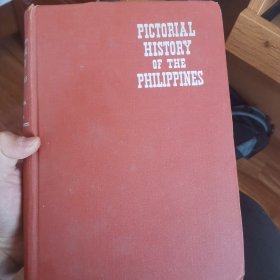 PICTORIAL
HISTORY
OF THE
PHILIPPINES